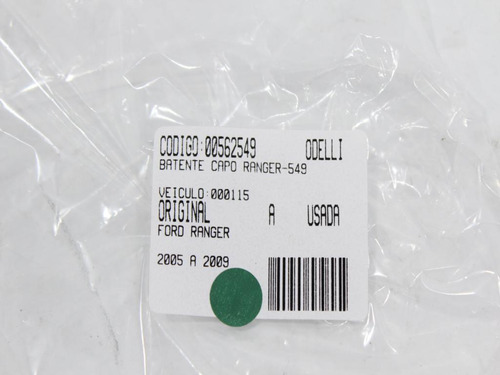 CODIGO:00562549 ODELLI
BATENTE CAPO RANGER-549
VEICULO:000115
ORIGINAL A USADA
FORD RANGER
2005 A 2009